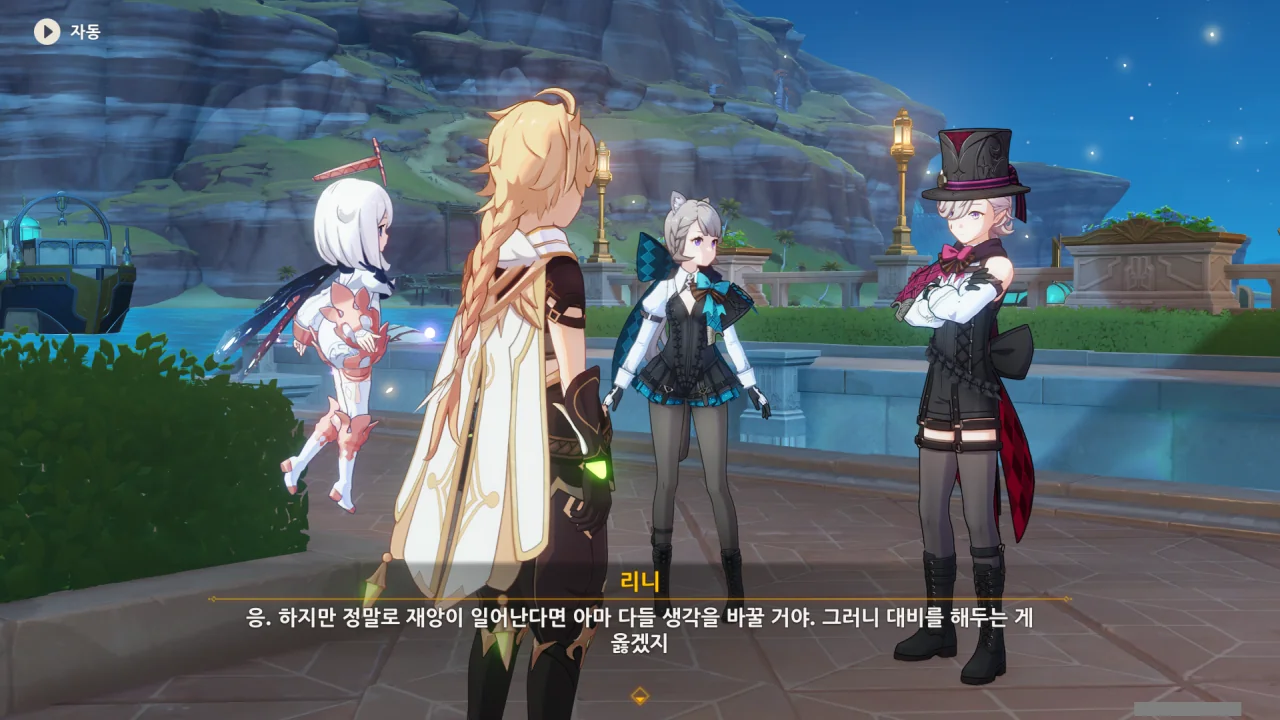 자동
리니
응. 하지만 정말로 재앙이 일어난다면 아마 다들 생각을 바꿀 거야. 그러니 대비를 해두는 게
옳겠지